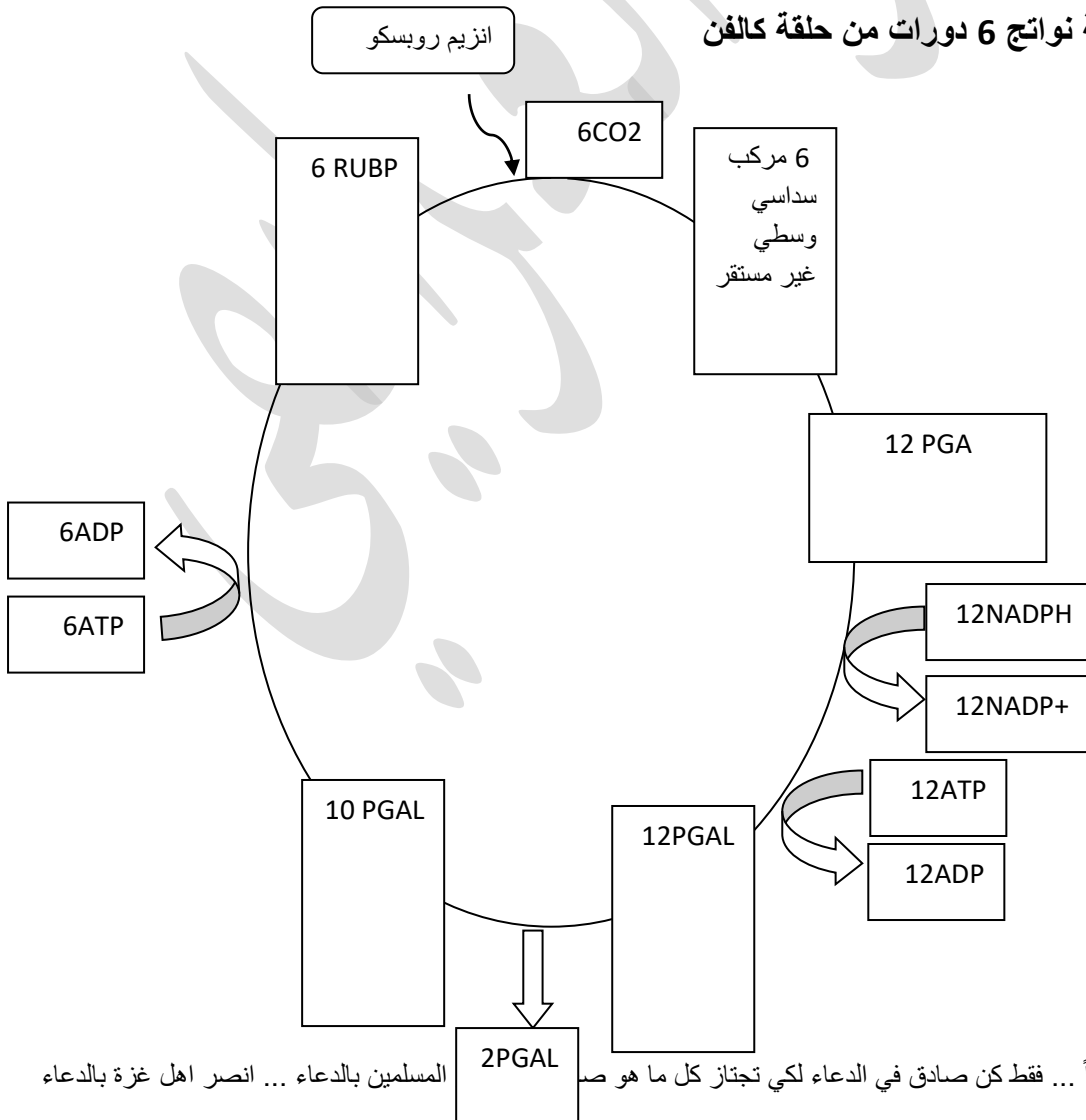 نواتج 6 دورات من حلقة كالفن
انزيم روبسكو
6CO2
6 RUBP
6 مركب
سداسي
وسطي
غير مستقر
12 PGA
6ADP
6ATP
12NADPH
12NADP+
12ATP
12ADP
10 PGAL
12PGAL
2PGAL
... فقط كن صادق في الدعاء لكي تجتاز كل ما هو المسلمين بالدعاء ... انصر اهل غزة بالدعاء